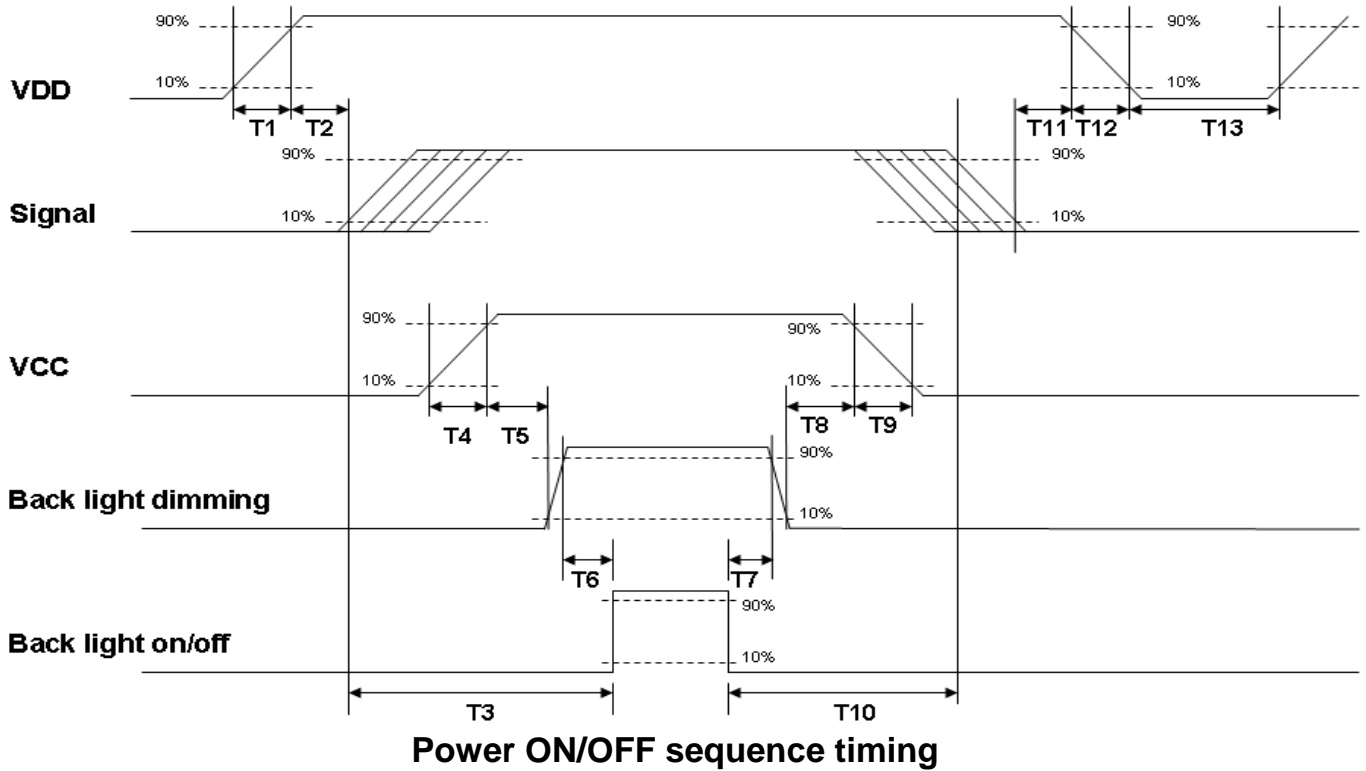 90%
90%
VDD
10%
10%
T1 T2
T11 T12 T13
90%
90%
Signal
10%
10%
90%
90%
VCC
10%
10%
T4 T5
T8 T9
90%
Back light dimming
10%
T6
T7
90%
Back light on/off
10%
T3
T10
Power ON/OFF sequence timing